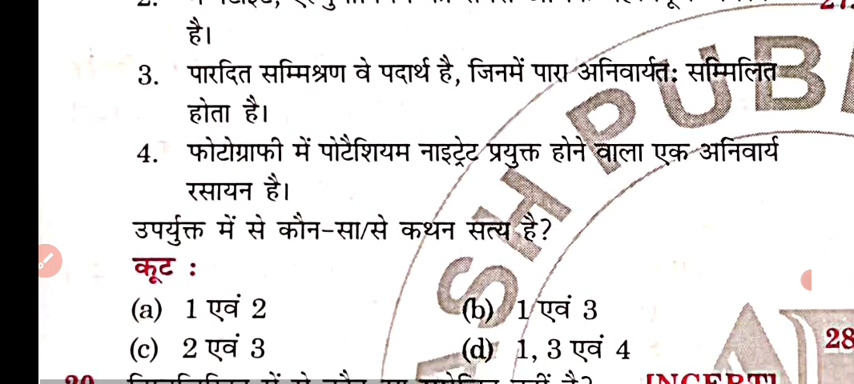 है।
3. पारदित सम्मिश्रण वे पदार्थ है, जिनमें पारा अनिवार्यत: सम्मिलित
होता है।
4. फोटोग्राफी में पोटैशियम नाइट्रेट प्रयुक्त होने वाला एक अनिवार्य
रसायन है।
उपर्युक्त में से कौन-सा/से कथन सत्य है?
कूट :
(a) 1 एवं 2 (b) 1 एवं 3
(c) 2 एवं 3 (d) 1, 3 एवं 4
28